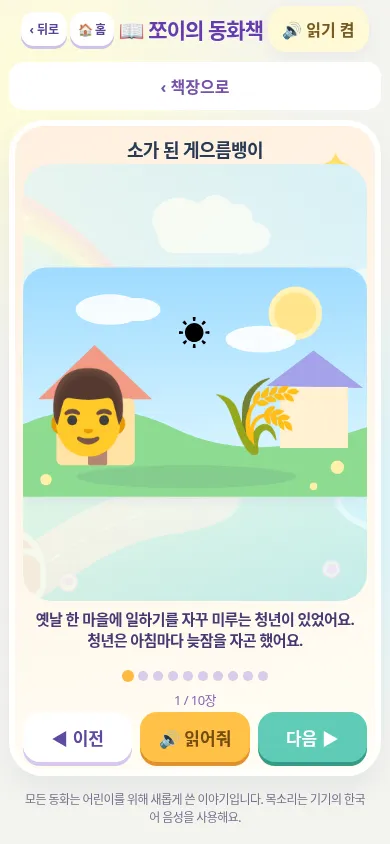 ‹ 뒤로 🏠 홈 📖 쪼이의 동화책 🔊 읽기 켬
‹ 책장으로
소가 된 게으름뱅이
옛날 한 마을에 일하기를 자꾸 미루는 청년이 있었어요.
청년은 아침마다 늦잠을 자곤 했어요.
1 / 10장
◀ 이전 🔊 읽어줘 다음 ▶
모든 동화는 어린이를 위해 새롭게 쓴 이야기입니다. 목소리는 기기의 한국
어 음성을 사용해요.